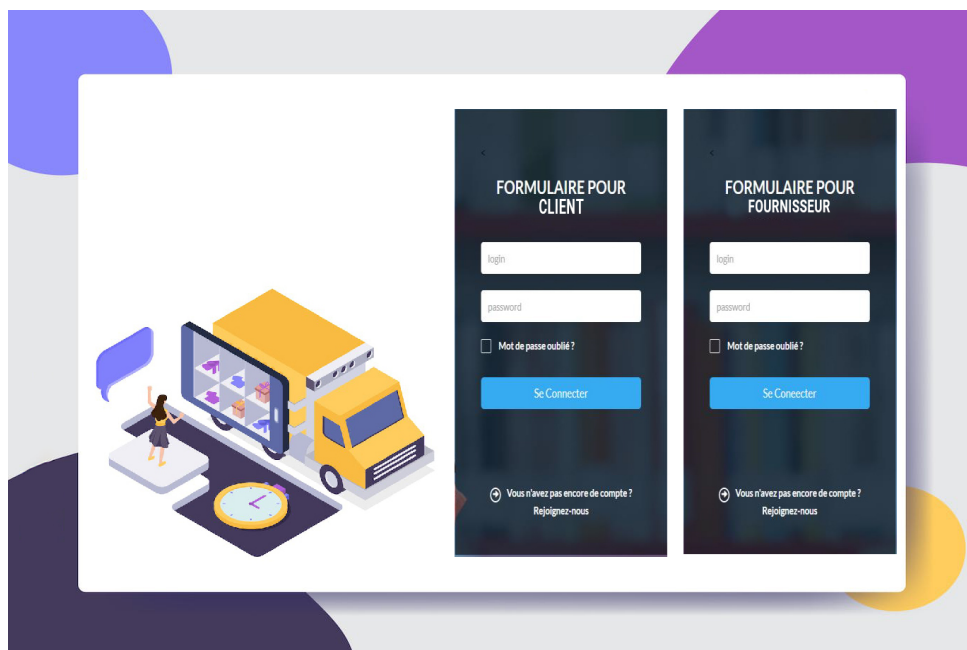 FORMULAIRE POUR
CLIENT
login
password
Mot de passe oublié ?
Se Connecter
Vous n'avez pas encore de compte ?
Rejoignez-nous
FORMULAIRE POUR
FOURNISSEUR
login
password
Mot de passe oublié ?
Se Coneecter
Vous n'avez pas encore de compte ?
Rejoignez-nous